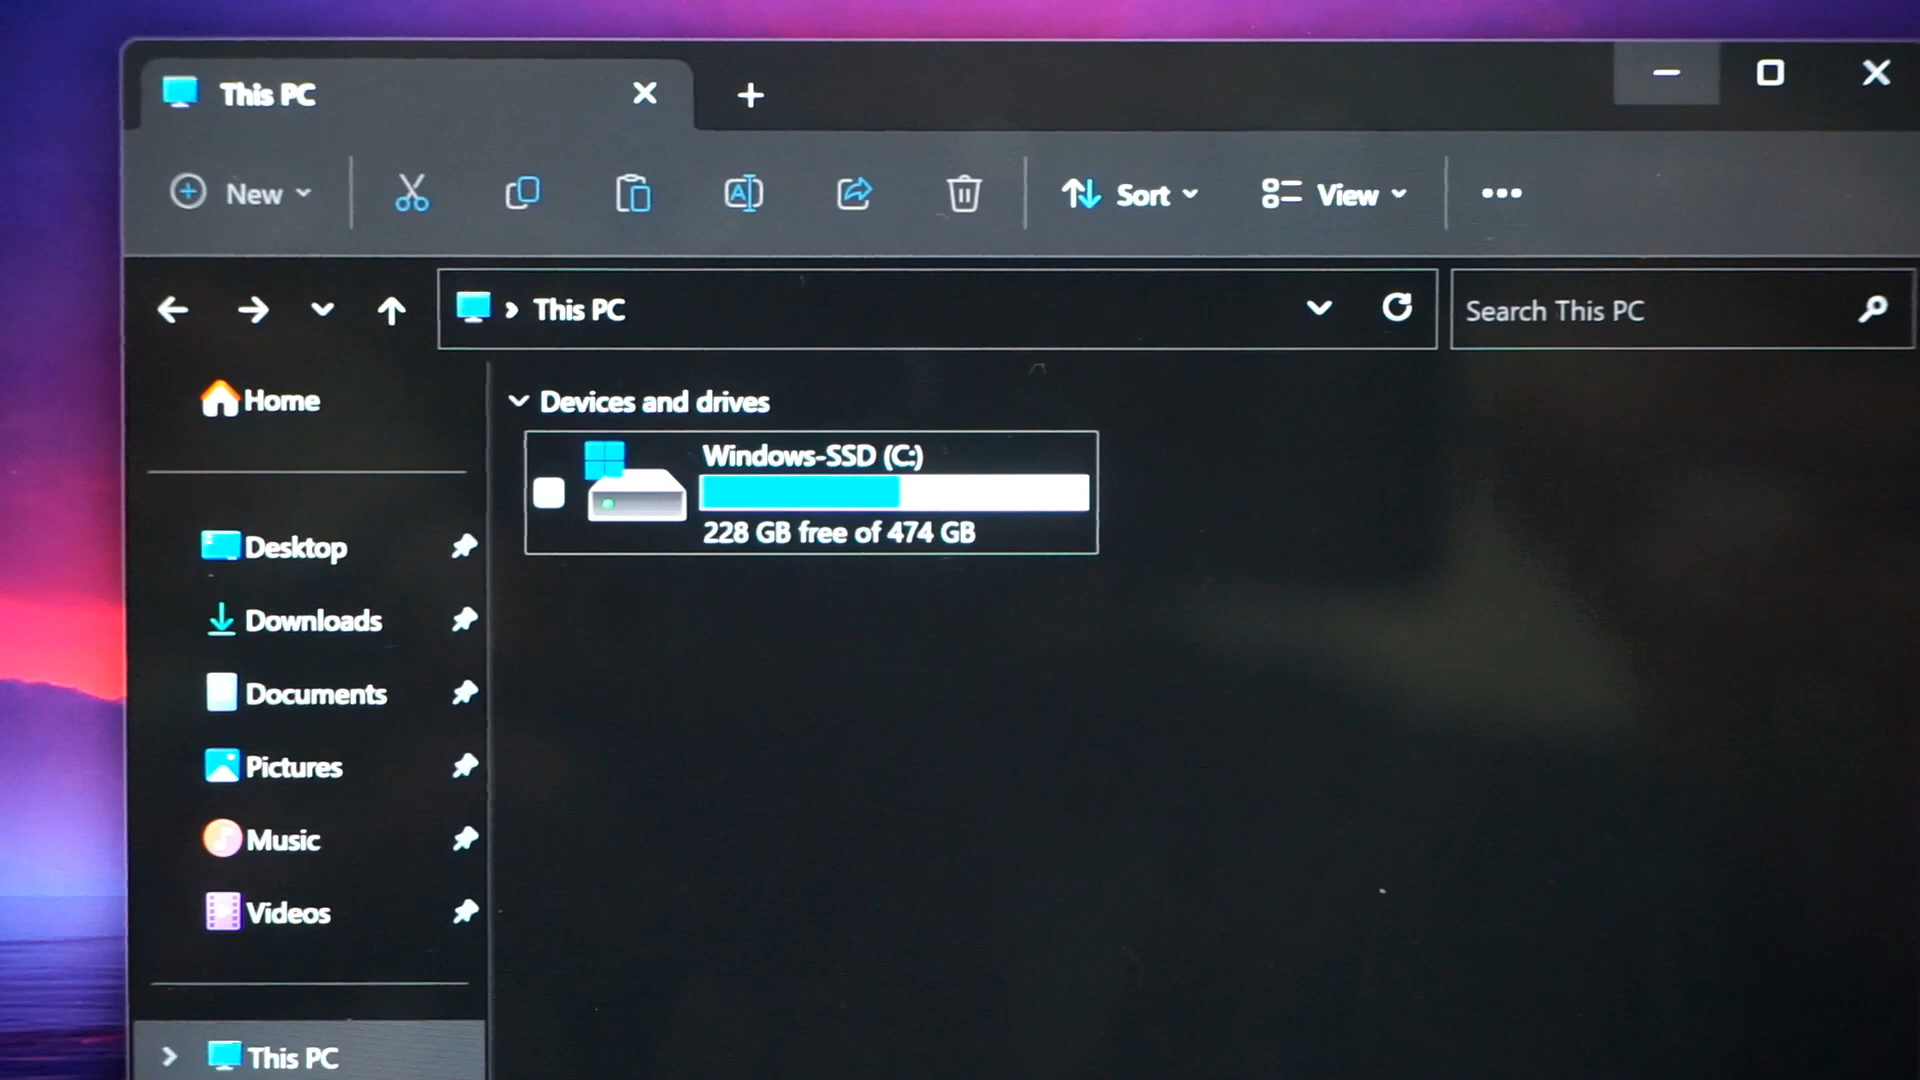 This PC
New
Sort
View
This PC
Search This PC
Home
Devices and drives
Windows-SSD (C:)
228 GB free of 474 GB
Desktop
Downloads
Documents
Pictures
Music
Videos
This PC